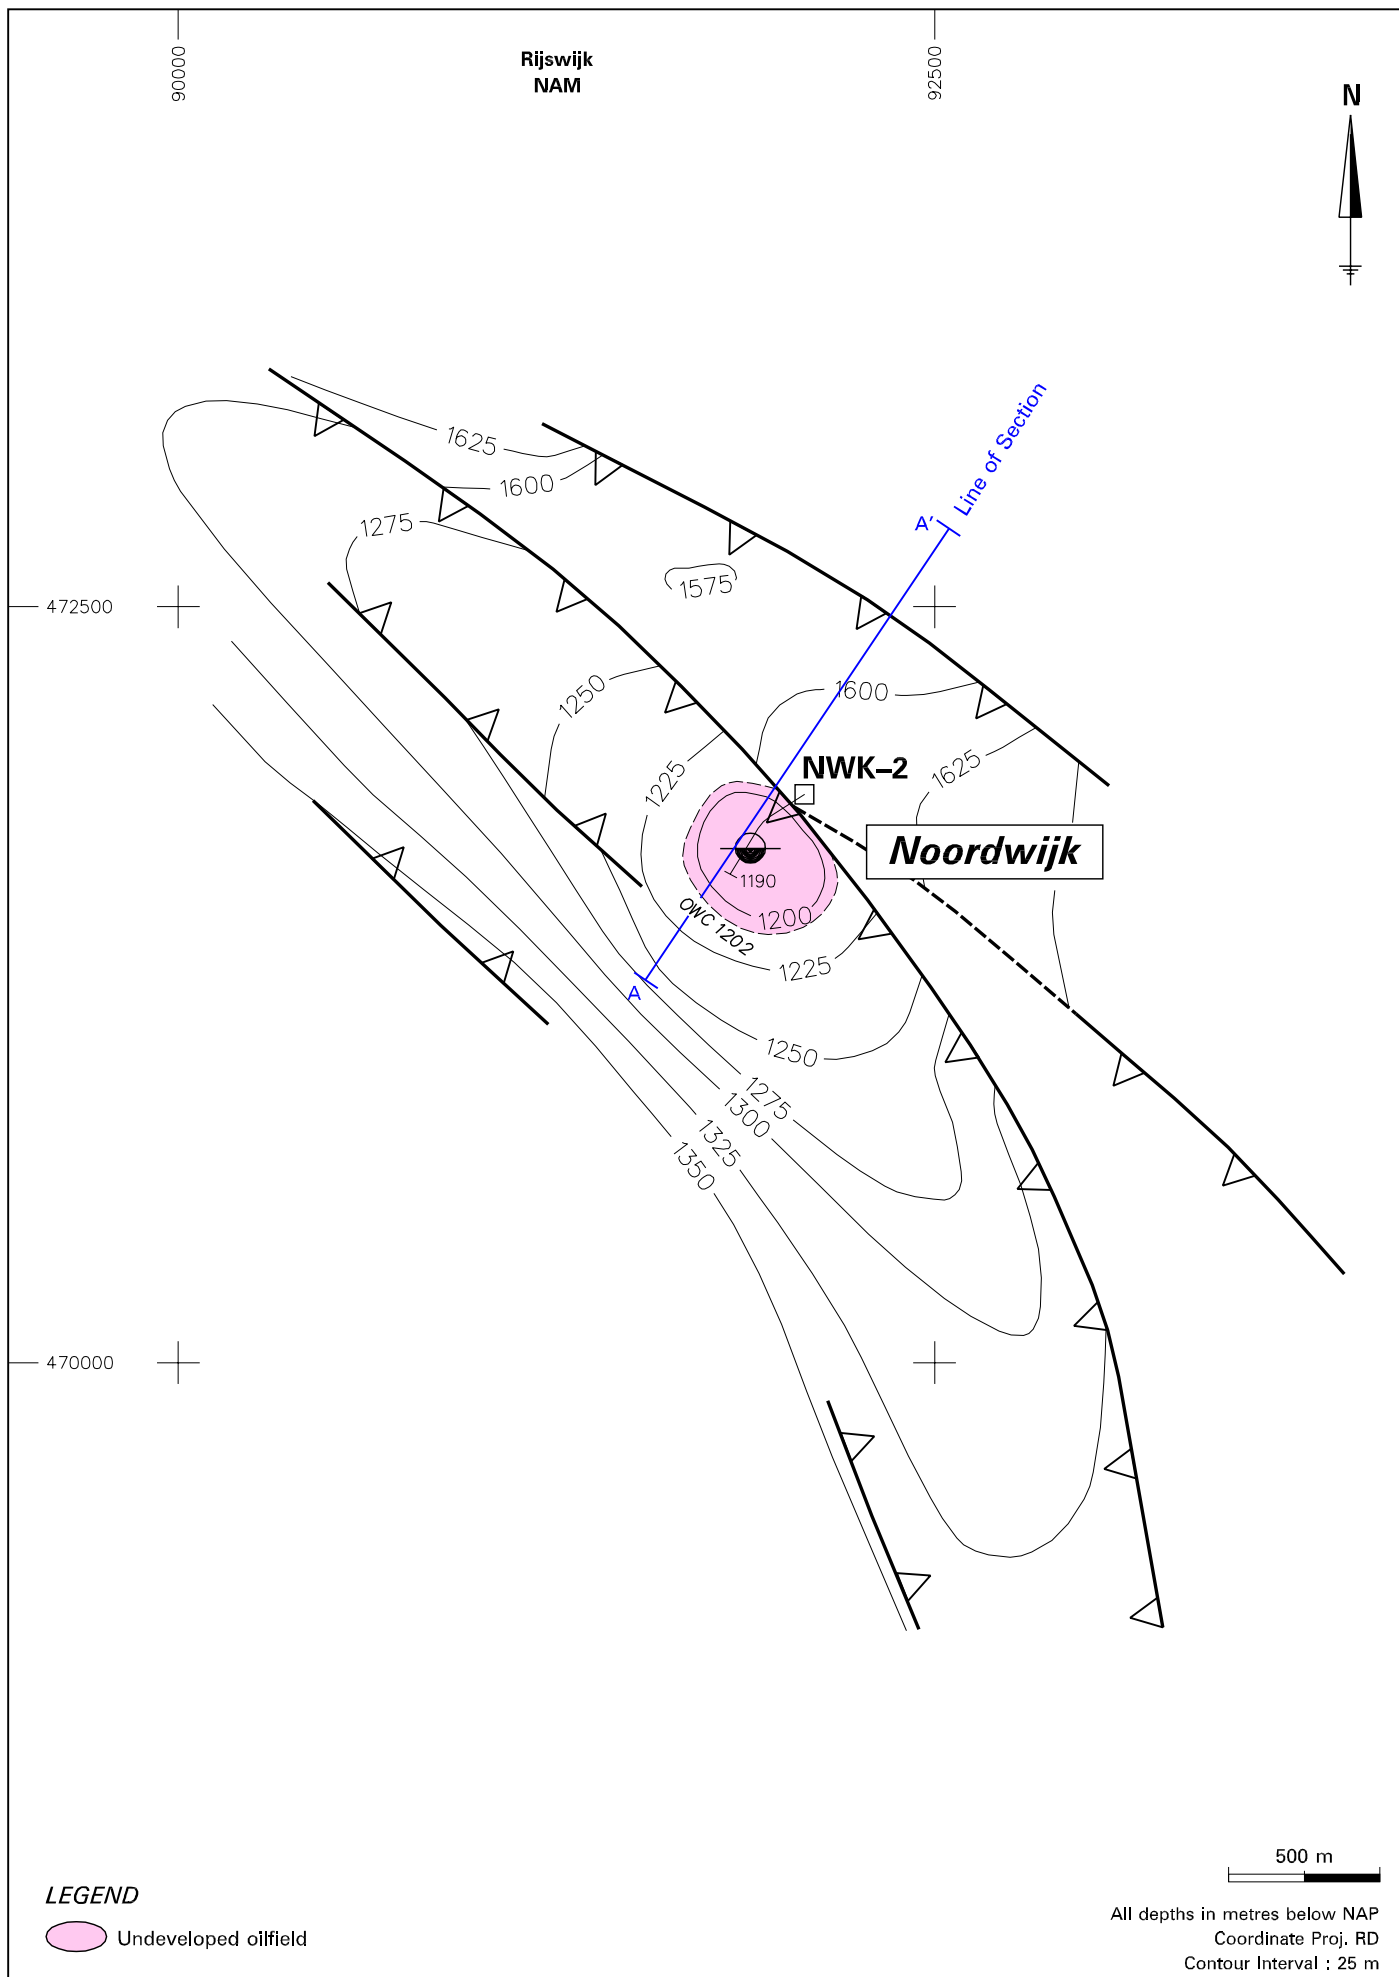 90000
92500
Rijswijk
NAM
N
Line of Section
A'
1625
1600
1275
1575
472500
1250
1600
1225
NWK–2
1625
Noordwijk
1190
1200
OWC 1202
1225
A
1250
1275
1300
1325
1350
470000
500 m
LEGEND
Undeveloped oilfield
All depths in metres below NAP
Coordinate Proj. RD
Contour Interval : 25 m